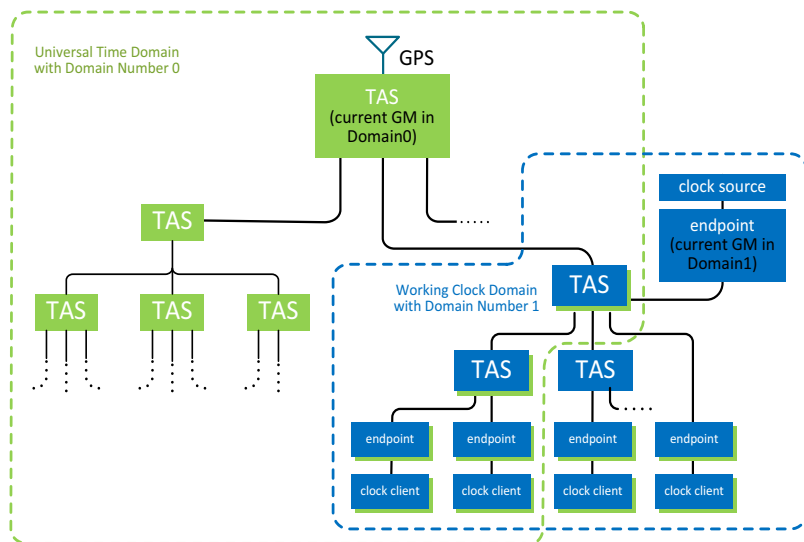 Universal Time Domain
with Domain Number 0
GPS
TAS
(current GM in
Domain0)
clock source
TAS
endpoint
(current GM in
Domain1)
TAS
Working Clock Domain
with Domain Number 1
TAS
TAS
TAS
TAS
TAS
endpoint
endpoint
endpoint
endpoint
clock client
clock client
clock client
clock client